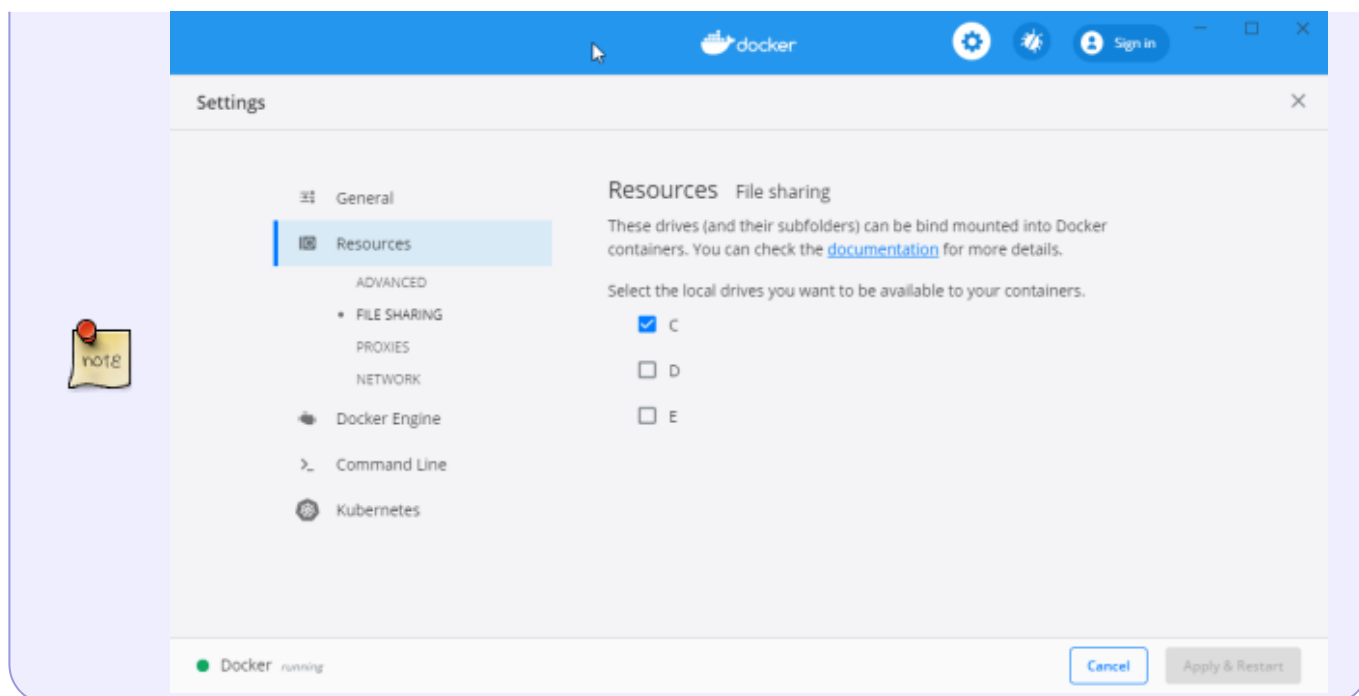 docker
Sign in
Settings
General
Resources
ADVANCED
FILE SHARING
PROXIES
NETWORK
Docker Engine
Command Line
Kubernetes
Resources File sharing
These drives (and their subfolders) can be bind mounted into Docker
containers. You can check the documentation for more details.
Select the local drives you want to be available to your containers.
C
D
E
note
Docker running
Cancel
Apply & Restart